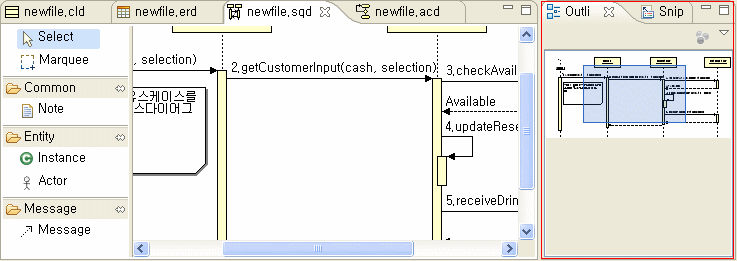 newfile.cld
newfile.erd
newfile.sqd
newfile.acd
Select
Marquee
Common
Note
Entity
Instance
Actor
Message
Message
, selection)
2.getCustomerInput(cash, selection)
3.checkAvail
유스케이스를
스다이어그
Available
4.updateRese
5.receiveDrin
Outli
Snip